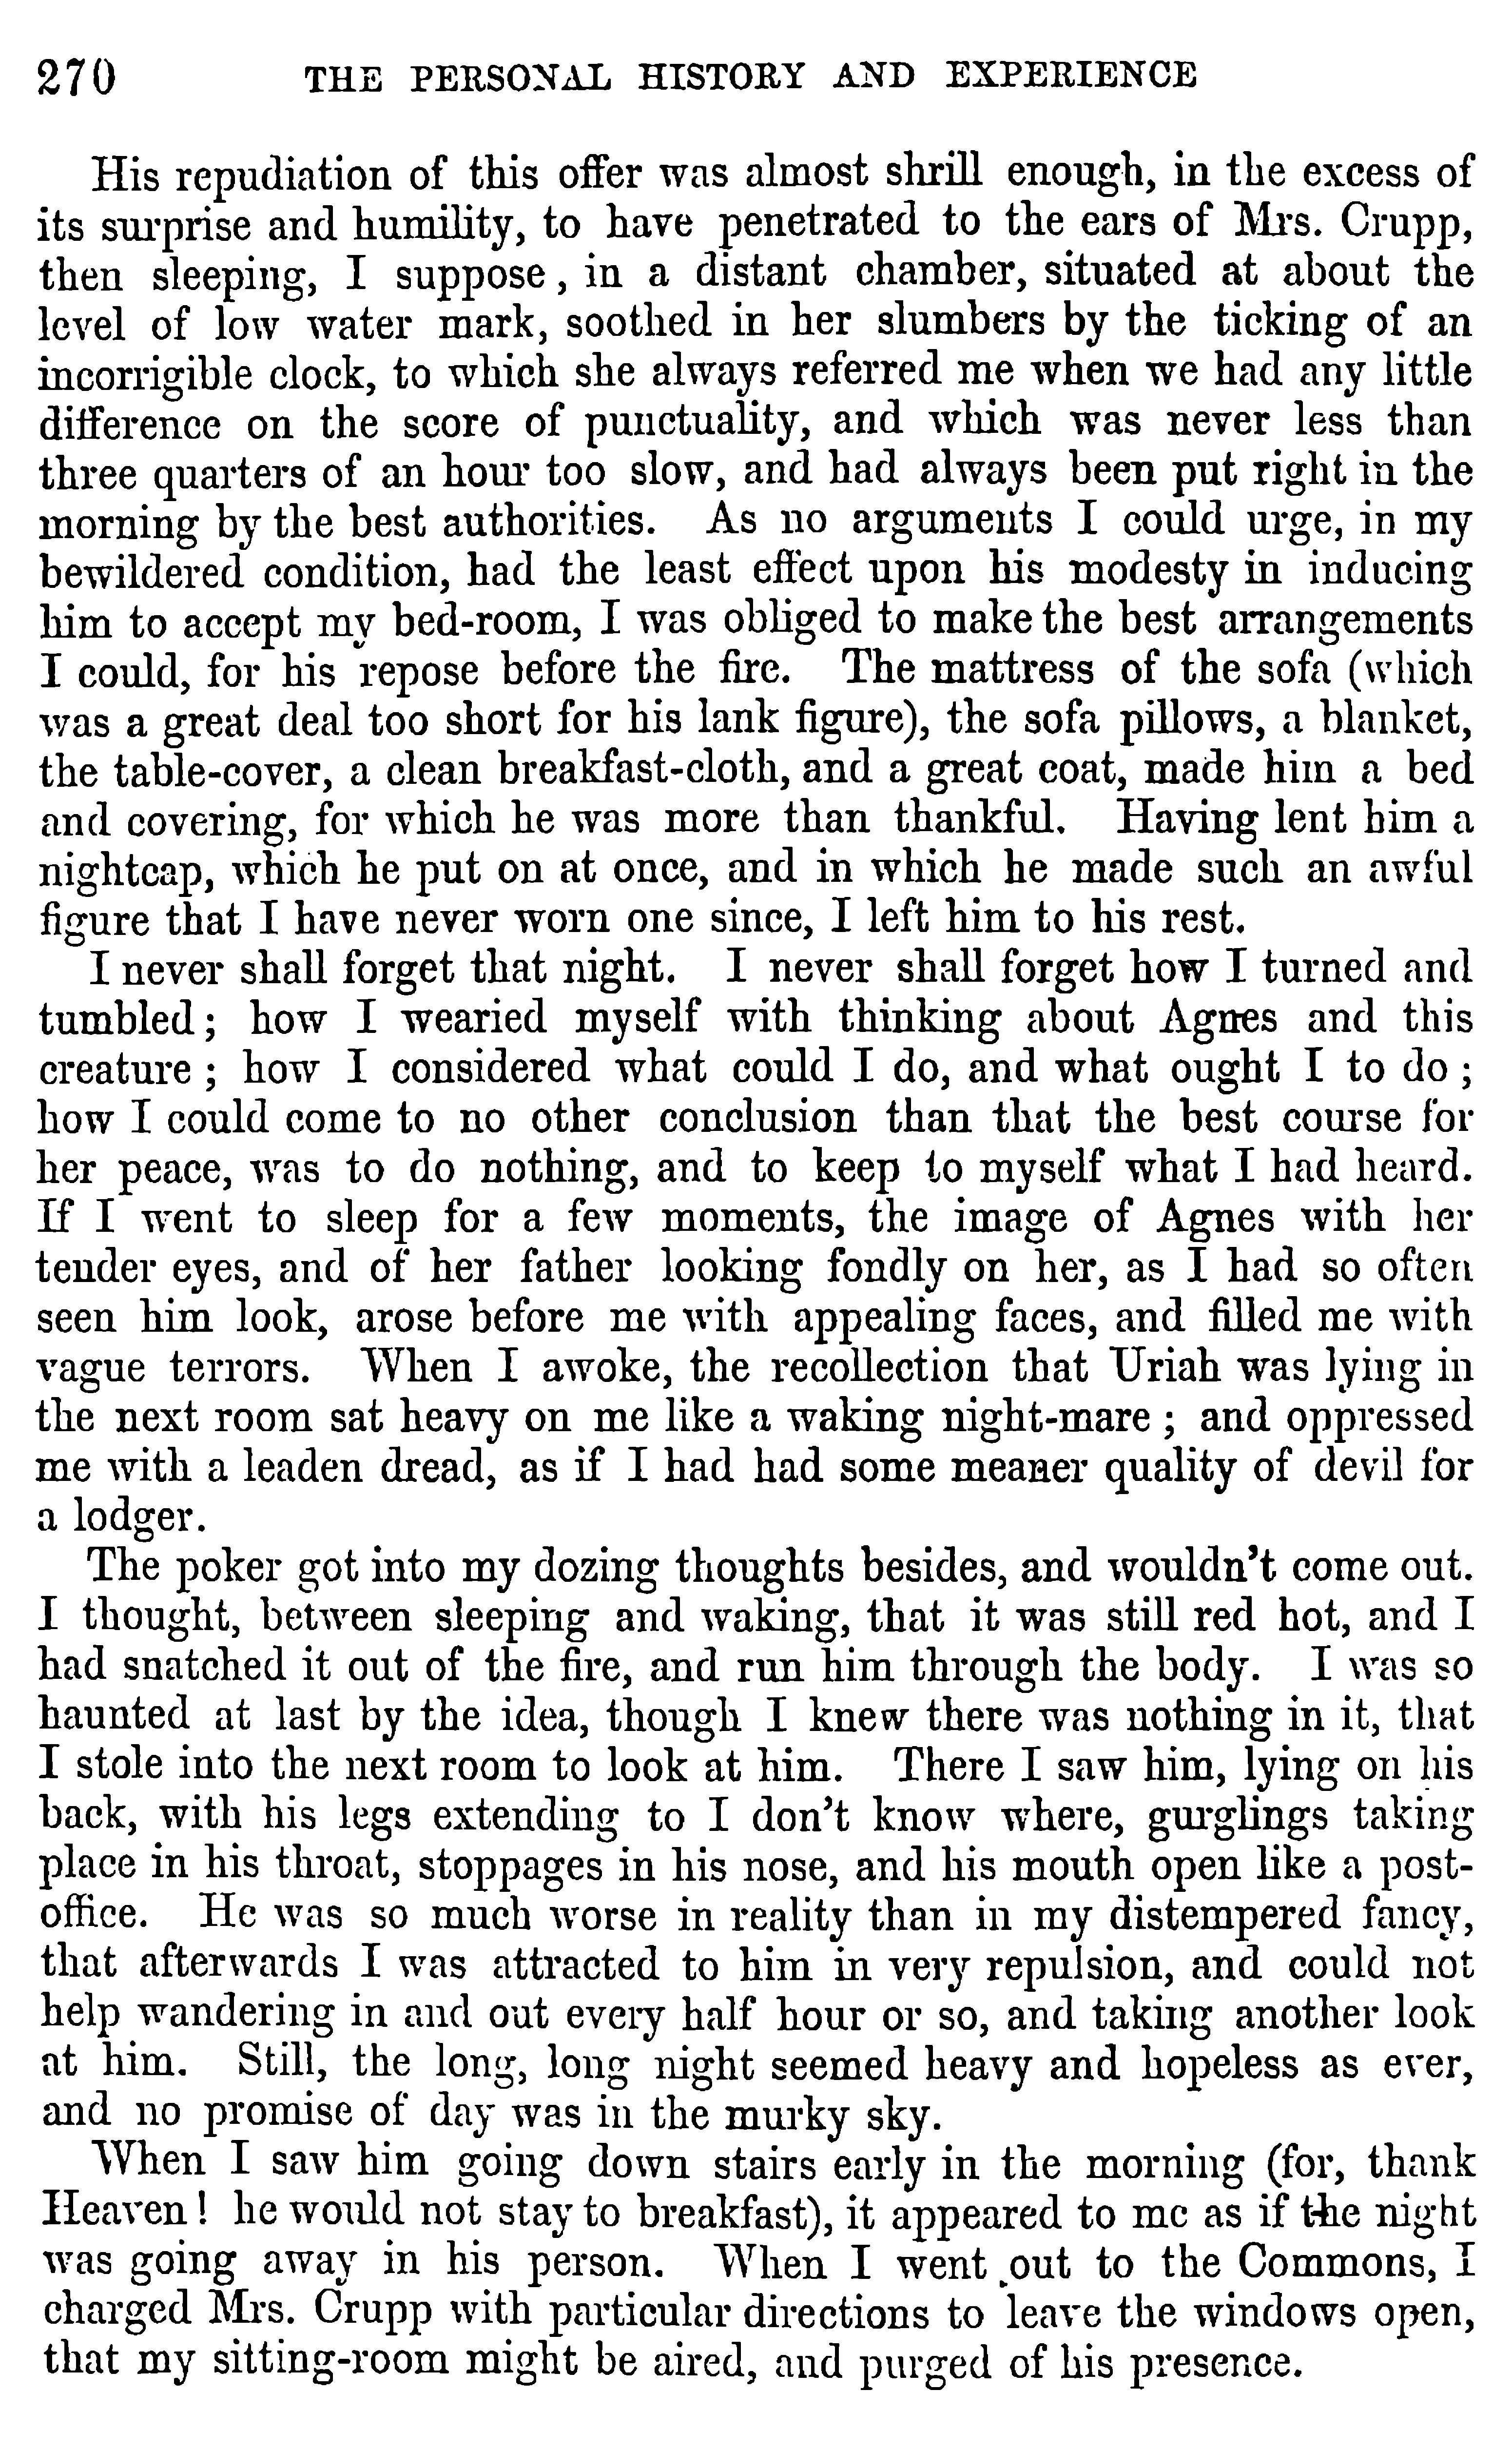 270 THE PERSONAL HISTORY AND EXPERIENCE
His repudiation of this offer was almost shrill enough, in the excess of
its surprise and humility, to have penetrated to the ears of Mrs. Crupp,
then sleeping, I suppose, in a distant chamber, situated at about the
level of low water mark, soothed in her slumbers by the ticking of an
incorrigible clock, to which she always referred me when we had any little
difference on the score of punctuality, and which was never less than
three quarters of an hour too slow, and had always been put right in the
morning by the best authorities. As no arguments I could urge, in my
bewildered condition, had the least effect upon his modesty in inducing
him to accept my bed-room, I was obliged to make the best arrangements
I could, for his repose before the fire. The mattress of the sofa (which
was a great deal too short for his lank figure), the sofa pillows, a blanket,
the table-cover, a clean breakfast-cloth, and a great coat, made him a bed
and covering, for which he was more than thankful. Having lent him a
nightcap, which he put on at once, and in which he made such an awful
figure that I have never worn one since, I left him to his rest.
I never shall forget that night. I never shall forget how I turned and
tumbled; how I wearied myself with thinking about Agnes and this
creature; how I considered what could I do, and what ought I to do;
how I could come to no other conclusion than that the best course for
her peace, was to do nothing, and to keep to myself what I had heard.
If I went to sleep for a few moments, the image of Agnes with her
tender eyes, and of her father looking fondly on her, as I had so often
seen him look, arose before me with appealing faces, and filled me with
vague terrors. When I awoke, the recollection that Uriah was lying in
the next room sat heavy on me like a waking night-mare; and oppressed
me with a leaden dread, as if I had had some meaner quality of devil for
a lodger.
The poker got into my dozing thoughts besides, and wouldn't come out.
I thought, between sleeping and waking, that it was still red hot, and I
had snatched it out of the fire, and run him through the body. I was so
haunted at last by the idea, though I knew there was nothing in it, that
I stole into the next room to look at him. There I saw him, lying on his
back, with his legs extending to I don't know where, gurglings taking
place in his throat, stoppages in his nose, and his mouth open like a post-
office. He was so much worse in reality than in my distempered fancy,
that afterwards I was attracted to him in very repulsion, and could not
help wandering in and out every half hour or so, and taking another look
at him. Still, the long, long night seemed heavy and hopeless as ever,
and no promise of day was in the murky sky.
When I saw him going down stairs early in the morning (for, thank
Heaven! he would not stay to breakfast), it appeared to me as if the night
was going away in his person. When I went out to the Commons, I
charged Mrs. Crupp with particular directions to leave the windows open,
that my sitting-room might be aired, and purged of his presence.